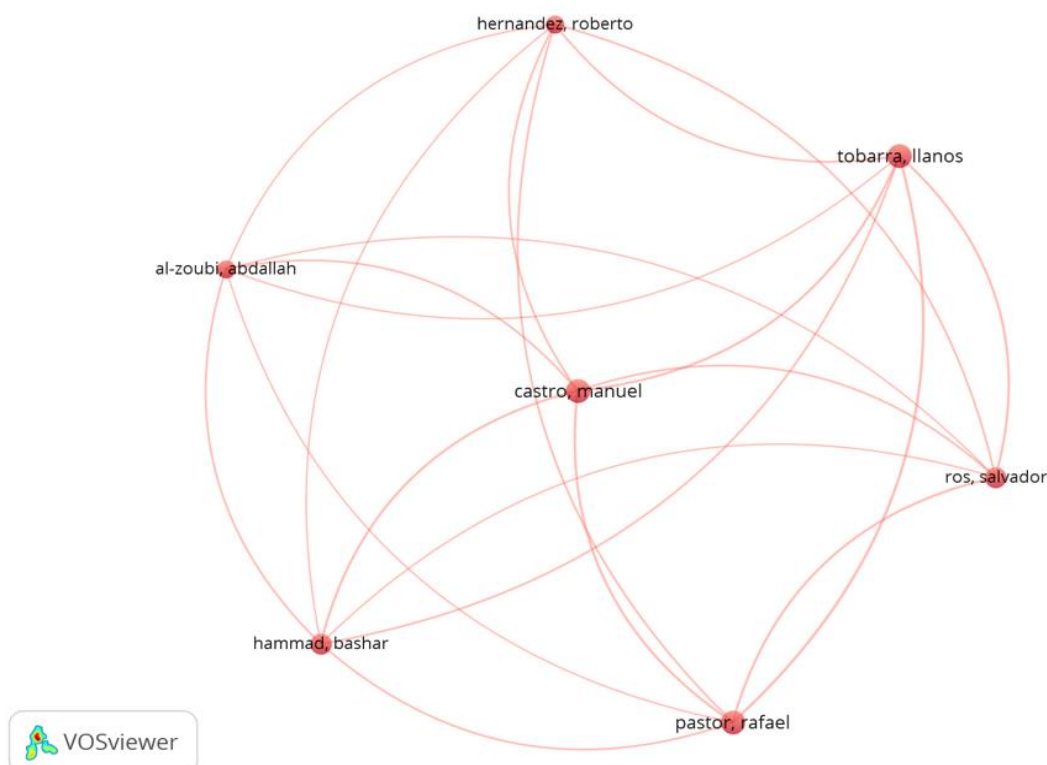 hernandez, roberto
tobarra, llanos
al-zoubi, abdallah
castro, manuel
ros, salvador
hammad, bashar
pastor, rafael
VOSviewer